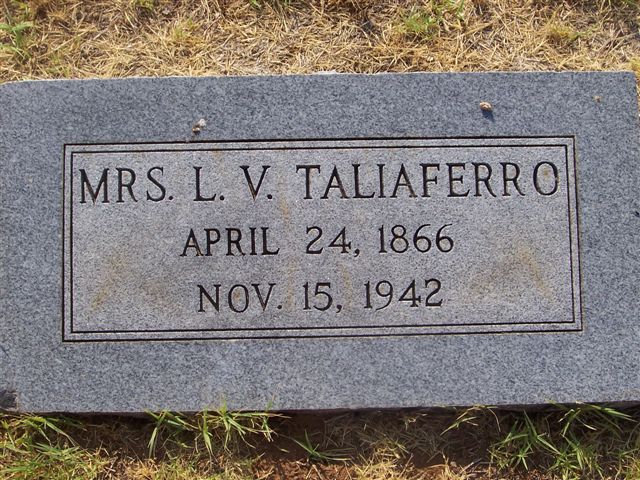 MRS. L. V. TALIAFERRO
APRIL 24, 1866
NOV. 15, 1942